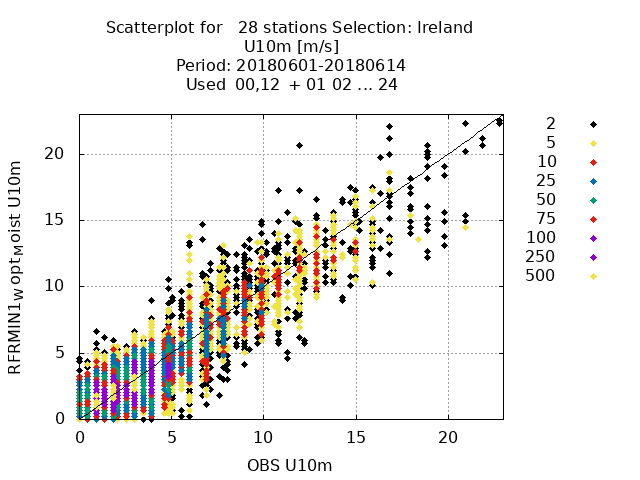 Scatterplot for 28 stations Selection: Ireland
U10m [m/s]
Period: 20180601-20180614
Used 00,12 + 01 02 ... 24
RFRMIN1_W opt_M oist U10m
20
15
10
5
0
0 5 10 15 20
OBS U10m
2
5
10
25
50
75
100
250
500